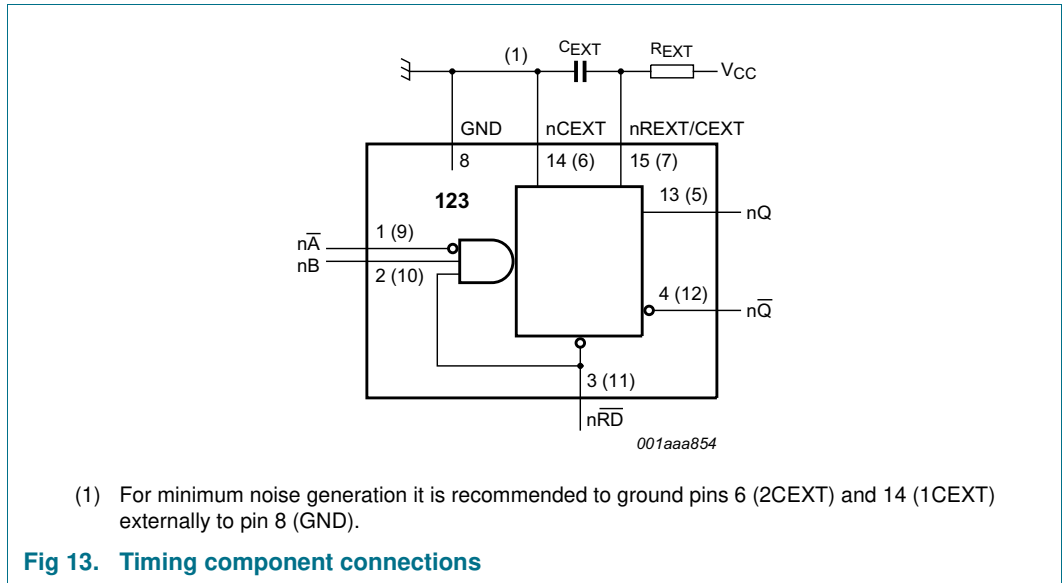 (1)
CEXT
REXT
VCC
GND
nCEXT
nREXT/CEXT
8
14 (6)
15 (7)
123
13 (5)
nQ
1 (9)
nA̅
nB
2 (10)
4 (12)
nQ̅
3 (11)
nR̅D̅
001aaa854
(1) For minimum noise generation it is recommended to ground pins 6 (2CEXT) and 14 (1CEXT)
externally to pin 8 (GND).
Fig 13. Timing component connections